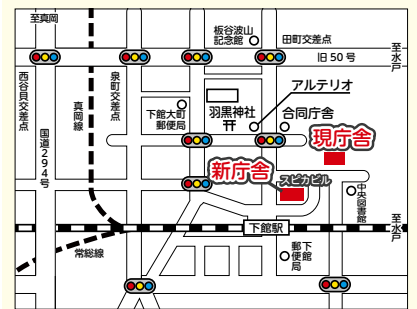 至真岡
板谷波山
記念館
田町交差点
旧50号
至水戸
西谷貝交差点
真岡線
泉町交差点
アルテリオ
羽黒神社
合同庁舎
下館大町
郵便局
国道294号
現庁舎
新庁舎
スピカビル
中央図書館
至水戸
下館駅
常総線
下館
郵便局